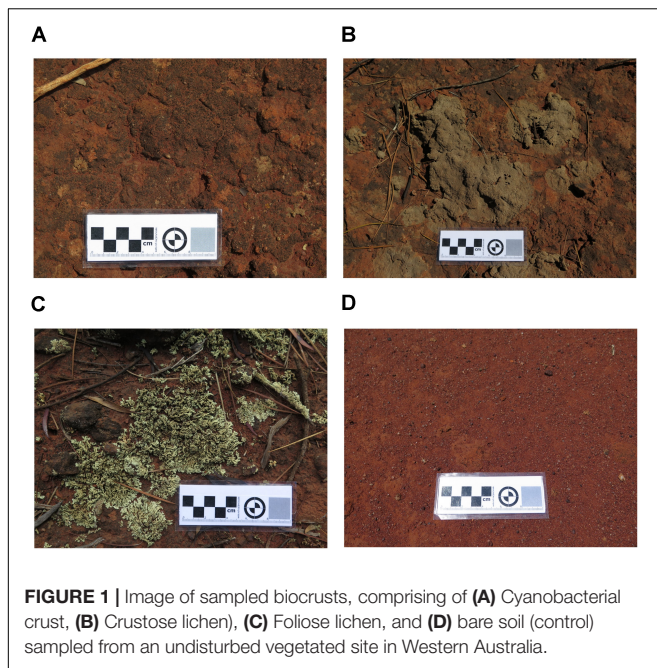 A
B
cm
cm
C
D
cm
cm
FIGURE 1 | Image of sampled biocrusts, comprising of (A) Cyanobacterial
crust, (B) Crustose lichen), (C) Foliose lichen, and (D) bare soil (control)
sampled from an undisturbed vegetated site in Western Australia.